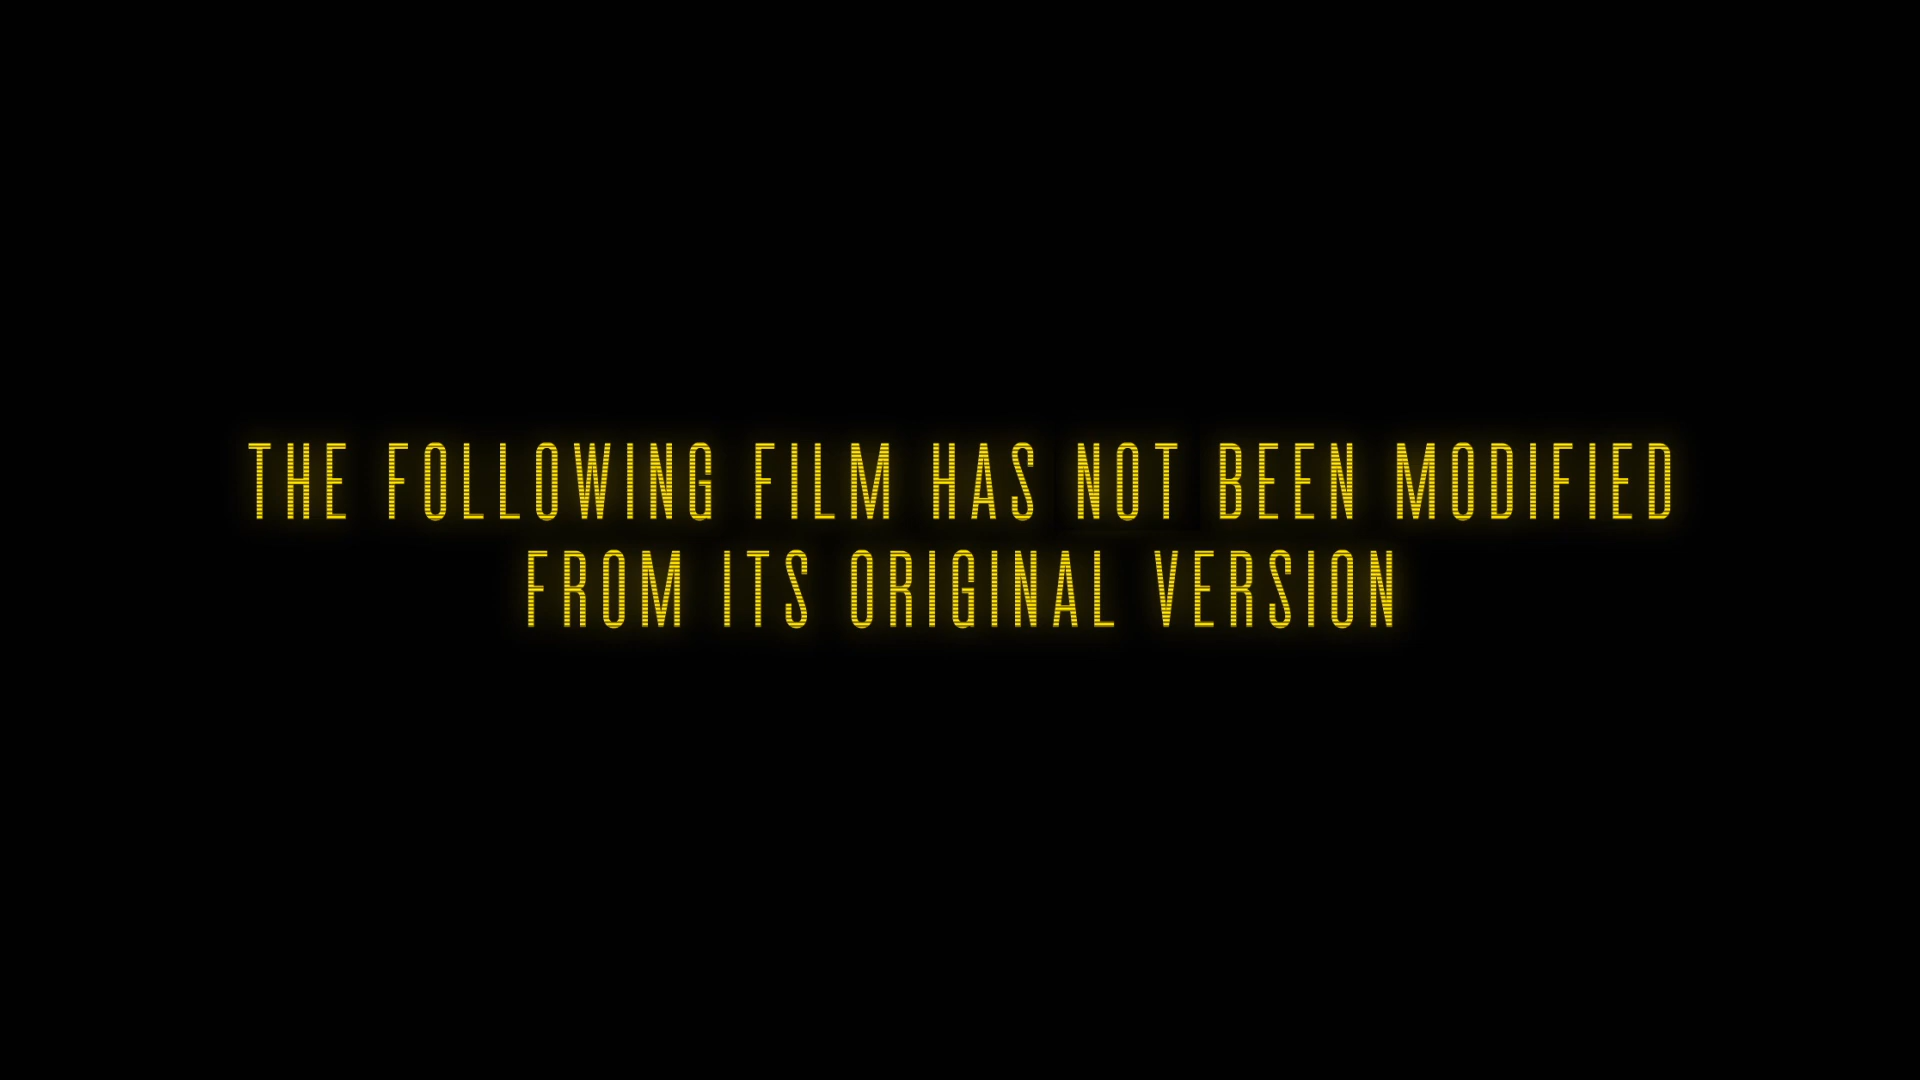 THE FOLLOWING FILM HAS NOT BEEN MODIFIED
FROM ITS ORIGINAL VERSION